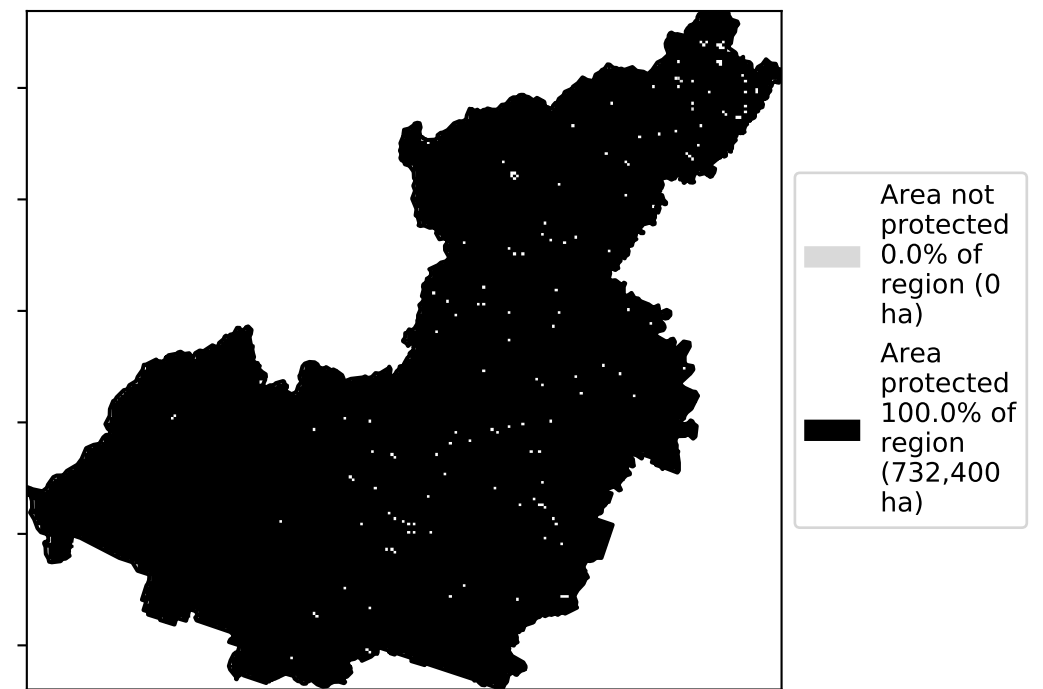 Area not
protected
0.0% of
region (0
ha)
Area
protected
100.0% of
region
(732,400
ha)